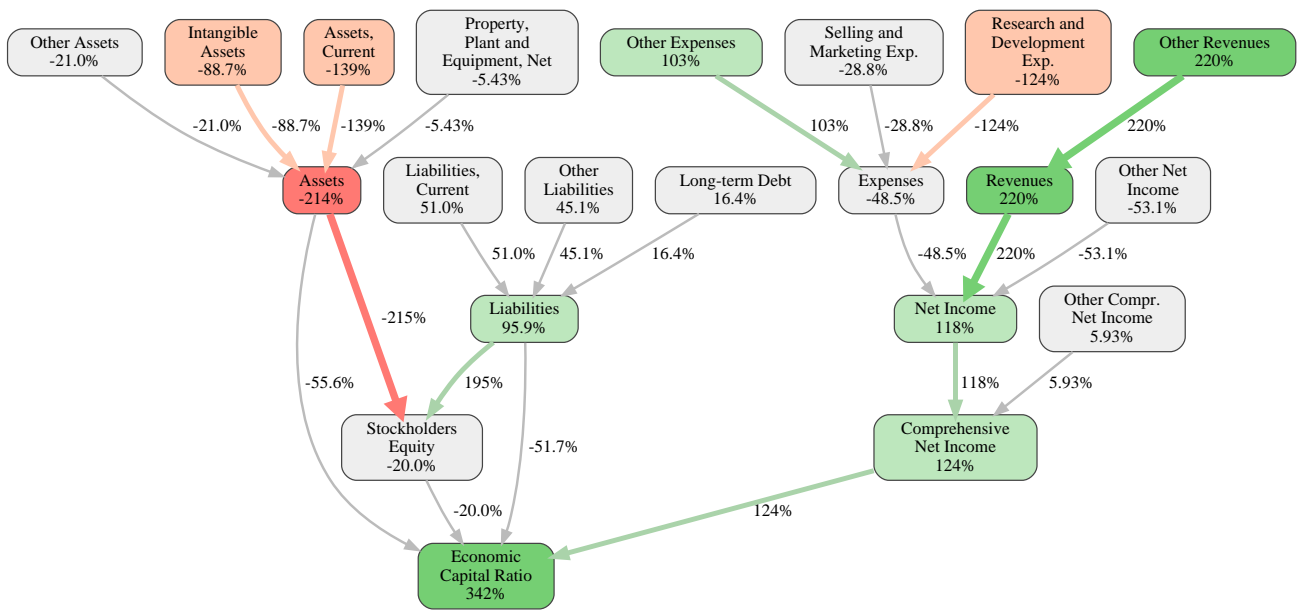 Other Assets
-21.0%
Intangible
Assets
-88.7%
Assets,
Current
-139%
Property,
Plant and
Equipment, Net
-5.43%
Other Expenses
103%
Selling and
Marketing Exp.
-28.8%
Research and
Development
Exp.
-124%
Other Revenues
220%
-21.0%
-88.7%
-139%
-5.43%
103%
-28.8%
-124%
220%
Assets
-214%
Liabilities,
Current
51.0%
Other
Liabilities
45.1%
Long-term Debt
16.4%
Expenses
-48.5%
Revenues
220%
Other Net
Income
-53.1%
51.0%
45.1%
16.4%
-48.5%
220%
-53.1%
-215%
Liabilities
95.9%
Net Income
118%
Other Compr.
Net Income
5.93%
-55.6%
195%
118%
5.93%
Stockholders
Equity
-20.0%
-51.7%
Comprehensive
Net Income
124%
-20.0%
124%
Economic
Capital Ratio
342%